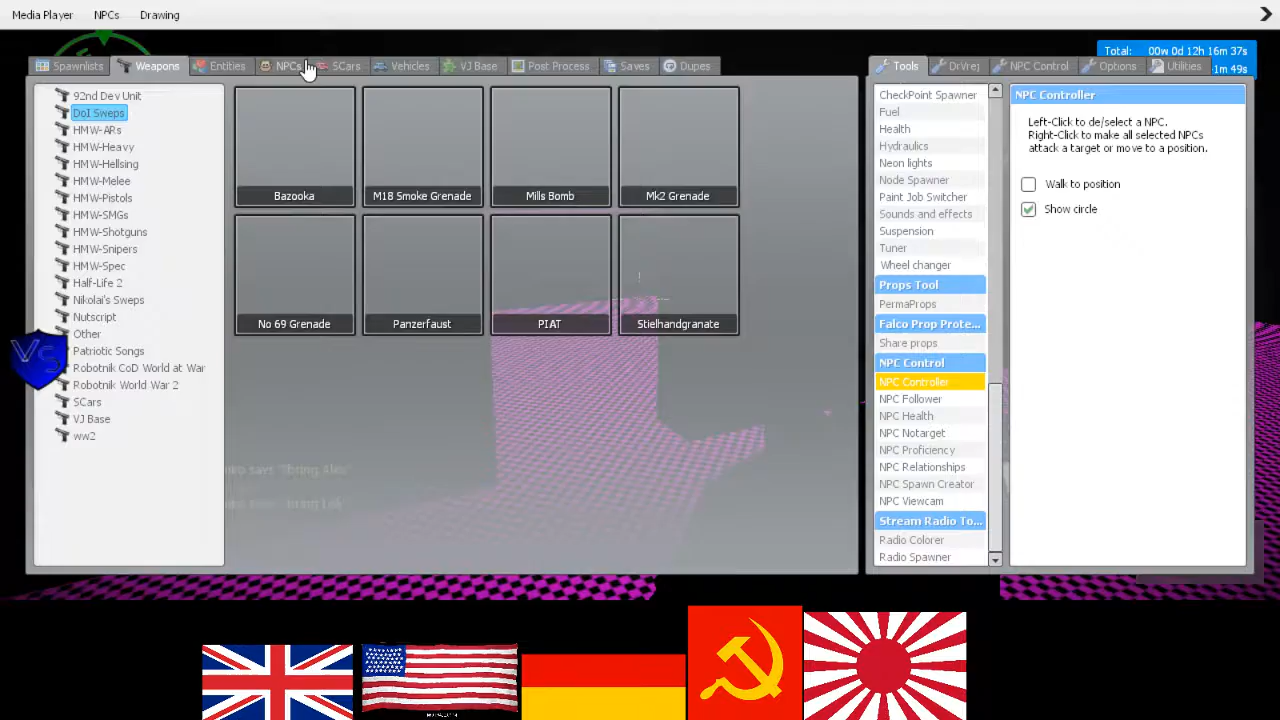 Media Player NPCs Drawing
Total: 00w 0d 12h 16m 37s
1m 49s
Spawnlists Weapons Entities NPCs SCars Vehicles VJ Base Post Process Saves Dupes
Tools DrVrej NPC Control Options Utilities
92nd Dev Unit
DoI Sweps
HMW-ARs
HMW-Heavy
HMW-Hellsing
HMW-Melee
HMW-Pistols
HMW-SMGs
HMW-Shotguns
HMW-Snipers
HMW-Spec
Half-Life 2
Nikolai's Sweps
Nutscript
Other
Patriotic Songs
Robotnik CoD World at War
Robotnik World War 2
SCars
VJ Base
ww2
VS
Bazooka
M18 Smoke Grenade
Mills Bomb
Mk2 Grenade
No 69 Grenade
Panzerfaust
PIAT
Stielhandgranate
says "!bring
CheckPoint Spawner
Fuel
Health
Hydraulics
Neon lights
Node Spawner
Paint Job Switcher
Sounds and effects
Suspension
Tuner
Wheel changer
Props Tool
PermaProps
Falco Prop Prote...
Share props
NPC Control
NPC Controller
NPC Follower
NPC Health
NPC Notarget
NPC Proficiency
NPC Relationships
NPC Spawn Creator
NPC Viewcam
Stream Radio To...
Radio Colorer
Radio Spawner
NPC Controller
Left-Click to de/select a NPC.
Right-Click to make all selected NPCs
attack a target or move to a position.
Walk to position
Show circle